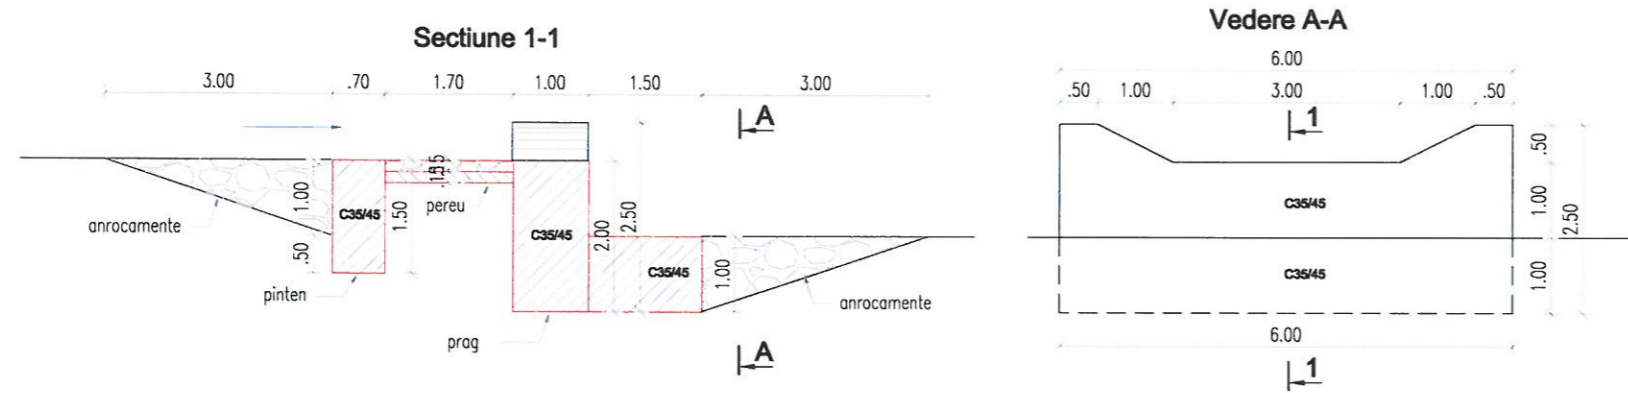 Sectiune 1-1
3.00 .70 1.70 1.00 1.50 3.00
A
1.00
.50
C35/45
1.50
.15
pereu
anrocamente
pinten
C35/45
2.00
2.50
C35/45
1.00
anrocamente
prag
A
Vedere A-A
6.00
.50 1.00 3.00 1.00 .50
1
.50
C35/45
1.00
2.50
C35/45
1.00
6.00
1